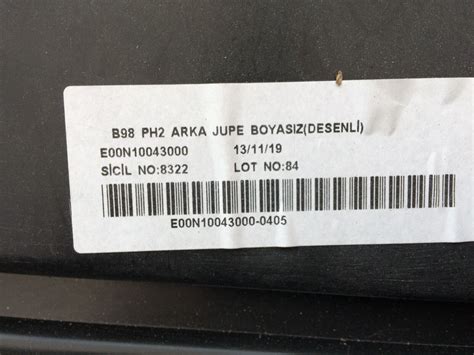 B98 PH2 ARKA JUPE BOYASIZ(DESENLİ)
E00N10043000 13/11/19
SİCİL NO:8322 LOT NO:84
E00N10043000-0405